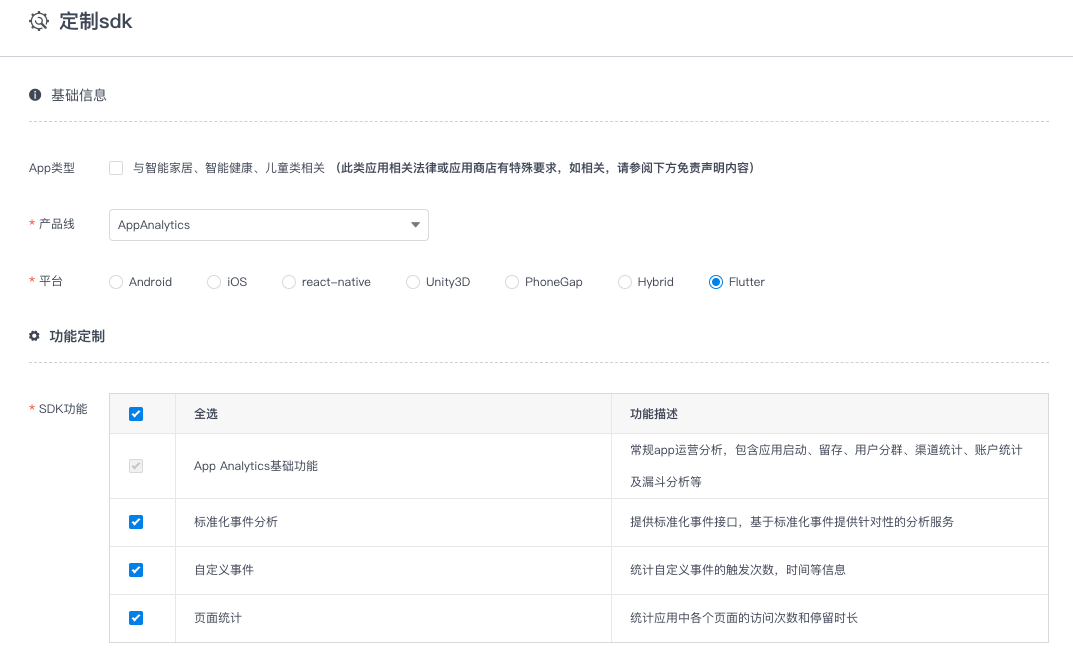 定制sdk
基础信息
App类型 与智能家居、智能健康、儿童类相关 （此类应用相关法律或应用商店有特殊要求，如相关，请参阅下方免责声明内容）
* 产品线 AppAnalytics
* 平台 Android iOS react-native Unity3D PhoneGap Hybrid Flutter
功能定制
* SDK功能 全选 功能描述
App Analytics基础功能 常规app运营分析，包含应用启动、留存、用户分群、渠道统计、账户统计
及漏斗分析等
标准化事件分析 提供标准化事件接口，基于标准化事件提供针对性的分析服务
自定义事件 统计自定义事件的触发次数，时间等信息
页面统计 统计应用中各个页面的访问次数和停留时长